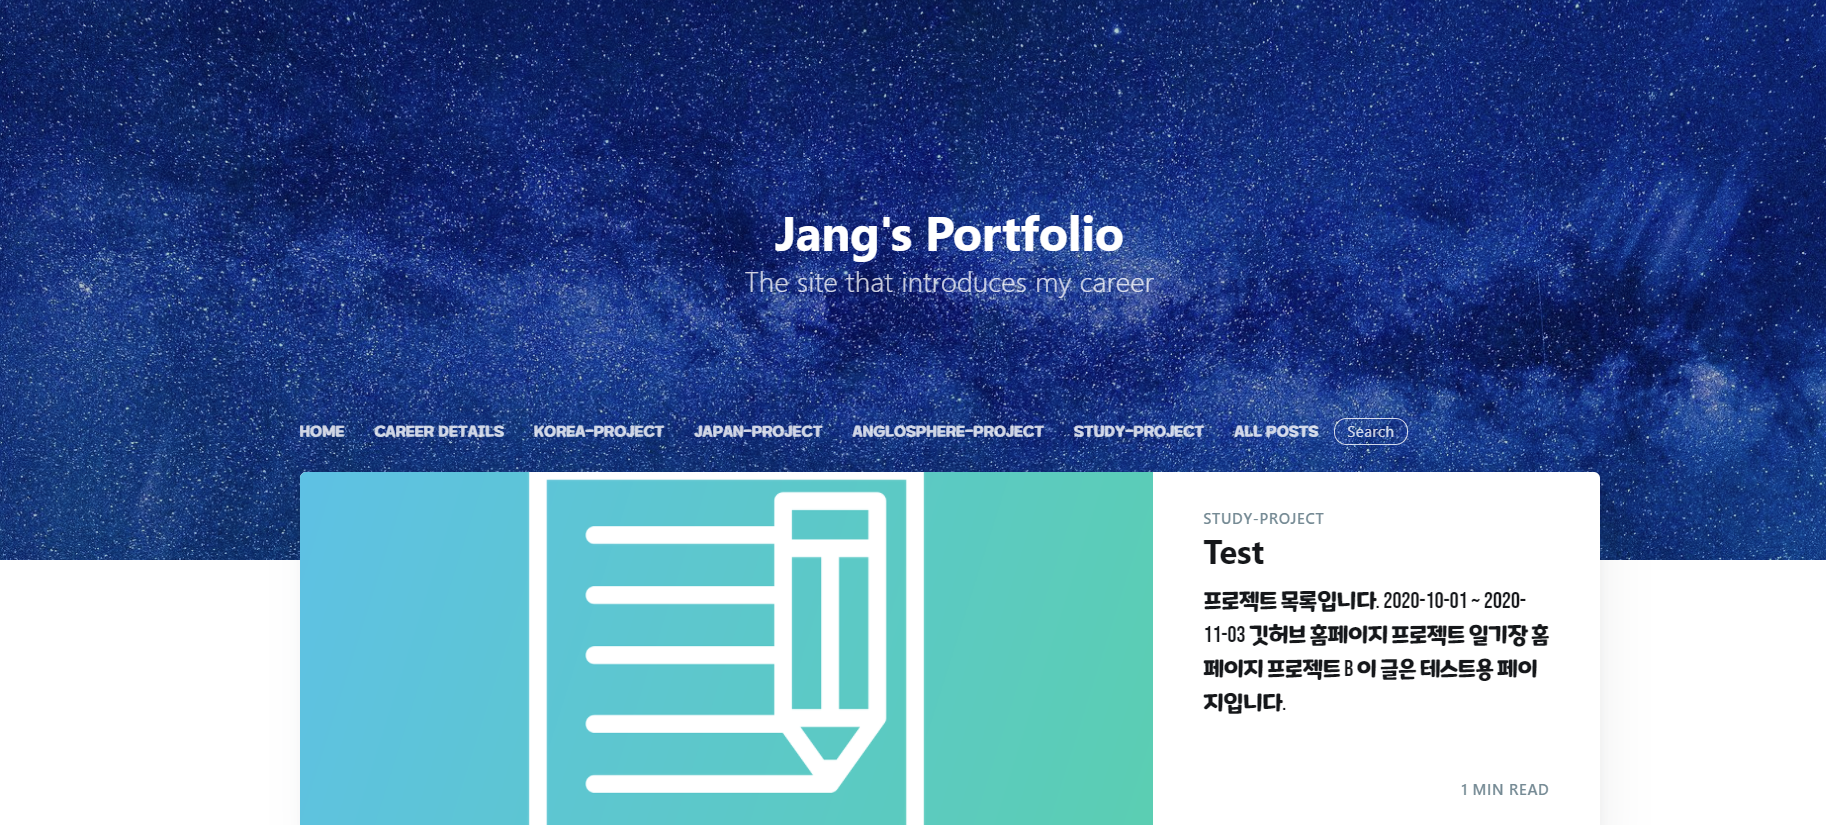 Jang's Portfolio
The site that introduces my career
HOME CAREER DETAILS KOREA-PROJECT JAPAN-PROJECT ANGLOSPHERE-PROJECT STUDY-PROJECT ALL POSTS Search
STUDY-PROJECT
Test
프로젝트 목록입니다. 2020-10-01 ~ 2020-
11-03 깃허브 홈페이지 프로젝트 일기장 홈
페이지 프로젝트 B 이 글은 테스트용 페이
지입니다.
1 MIN READ